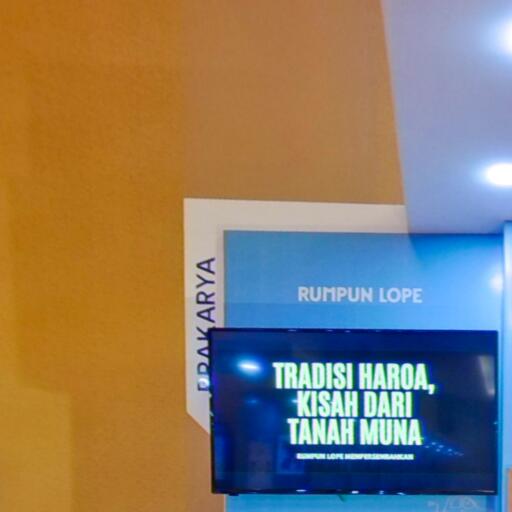 PRAKARYA
RUMPUN LOPE
TRADISI HAROA,
KISAH DARI
TANAH MUNA
RUMPUN LOPE MEMPERSEMBAHKAN